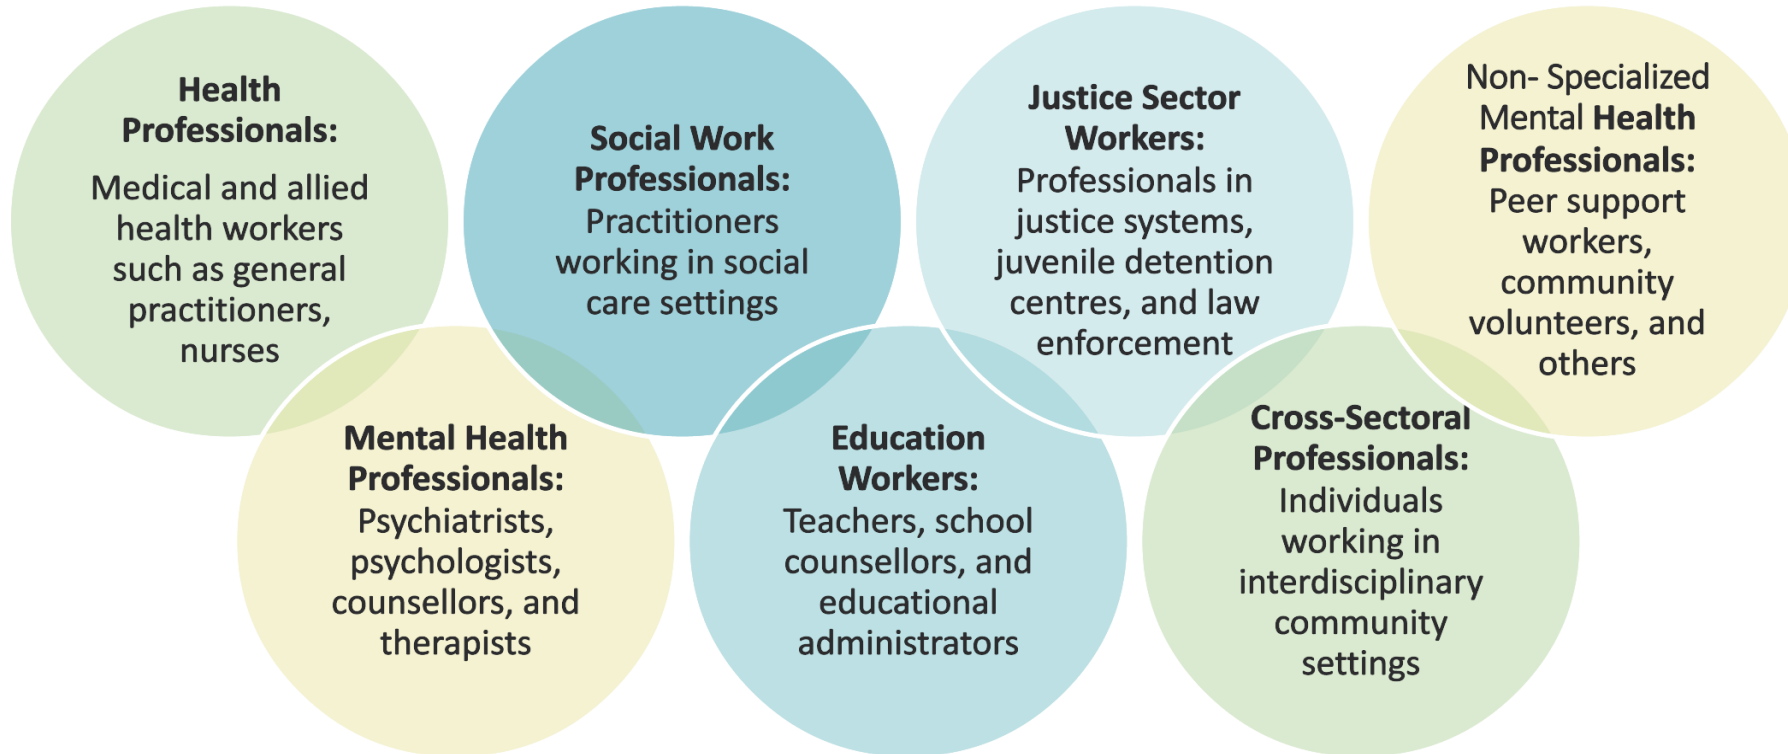 Health
Professionals:
Medical and allied
health workers
such as general
practitioners,
nurses
Mental Health
Professionals:
Psychiatrists,
psychologists,
counsellors, and
therapists
Social Work
Professionals:
Practitioners
working in social
care settings
Education
Workers:
Teachers, school
counsellors, and
educational
administrators
Justice Sector
Workers:
Professionals in
justice systems,
juvenile detention
centres, and law
enforcement
Cross-Sectoral
Professionals:
Individuals
working in
interdisciplinary
community
settings
Non- Specialized
Mental Health
Professionals:
Peer support
workers,
community
volunteers, and
others